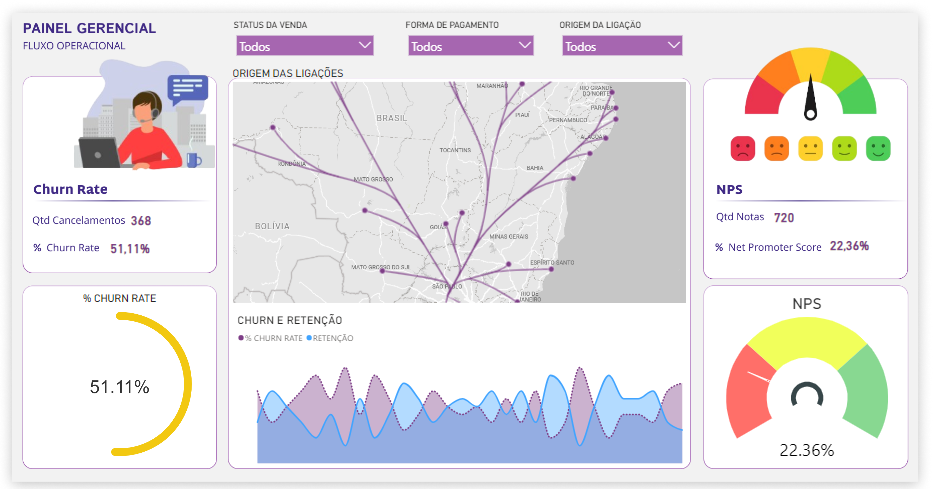 PAINEL GERENCIAL
FLUXO OPERACIONAL
STATUS DA VENDA
Todos
FORMA DE PAGAMENTO
Todos
ORIGEM DA LIGAÇÃO
Todos
Churn Rate
Qtd Cancelamentos 368
% Churn Rate 51,11%
% CHURN RATE
51.11%
ORIGEM DAS LIGAÇÕES
MARANHÃO
RIO GRANDE
DO NORTE
PARAÍBA
PIAUÍ
PERNAMBUCO
BRASIL
ALAGOAS
TOCANTINS
RONDÔNIA
BAHIA
MATO GROSSO
BOLÍVIA
GOIÁS
MINAS GERAIS
MATO GROSSO DO SUL
ESPÍRITO SANTO
SÃO PAULO
RIO DE
JANEIRO
CHURN E RETENÇÃO
% CHURN RATE RETENÇÃO
NPS
Qtd Notas 720
% Net Promoter Score 22,36%
NPS
22.36%